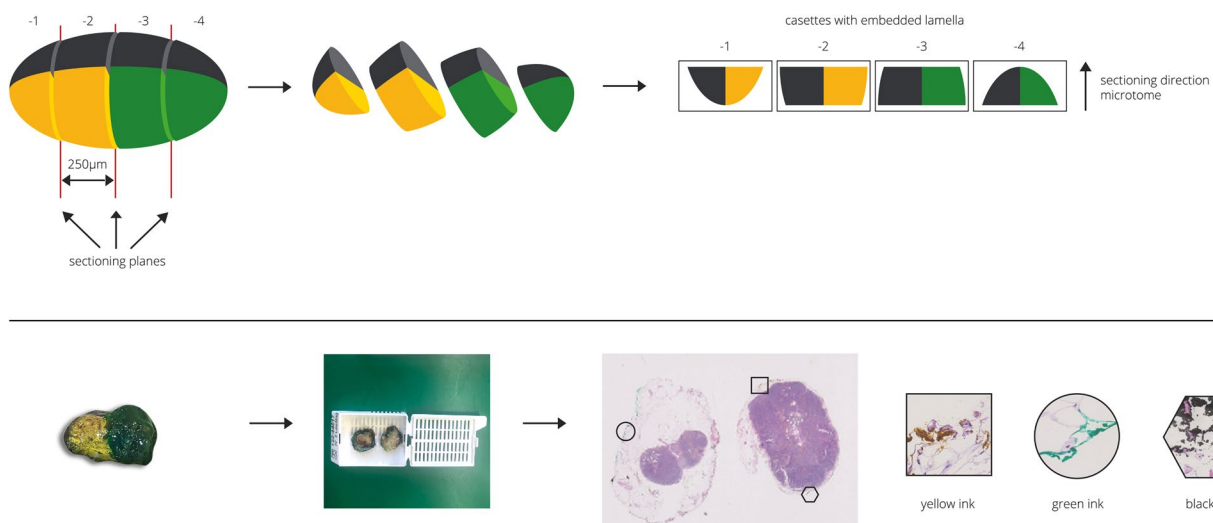 -1 -2 -3 -4
250μm
sectioning planes
casettes with embedded lamella
-1 -2 -3 -4
sectioning direction
microtome
yellow ink
green ink
black